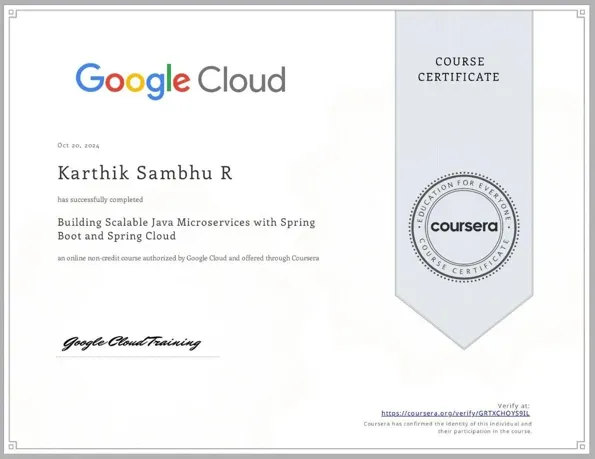 Google Cloud
COURSE
CERTIFICATE
Oct 20, 2024
Karthik Sambhu R
has successfully completed
Building Scalable Java Microservices with Spring
Boot and Spring Cloud
an online non-credit course authorized by Google Cloud and offered through Coursera
EDUCATION FOR EVERYONE
coursera
COURSE CERTIFICATE
Google Cloud Training
Verify at:
https://coursera.org/verify/GRTXCHOYS9JL
Coursera has confirmed the identity of this individual and
their participation in the course.